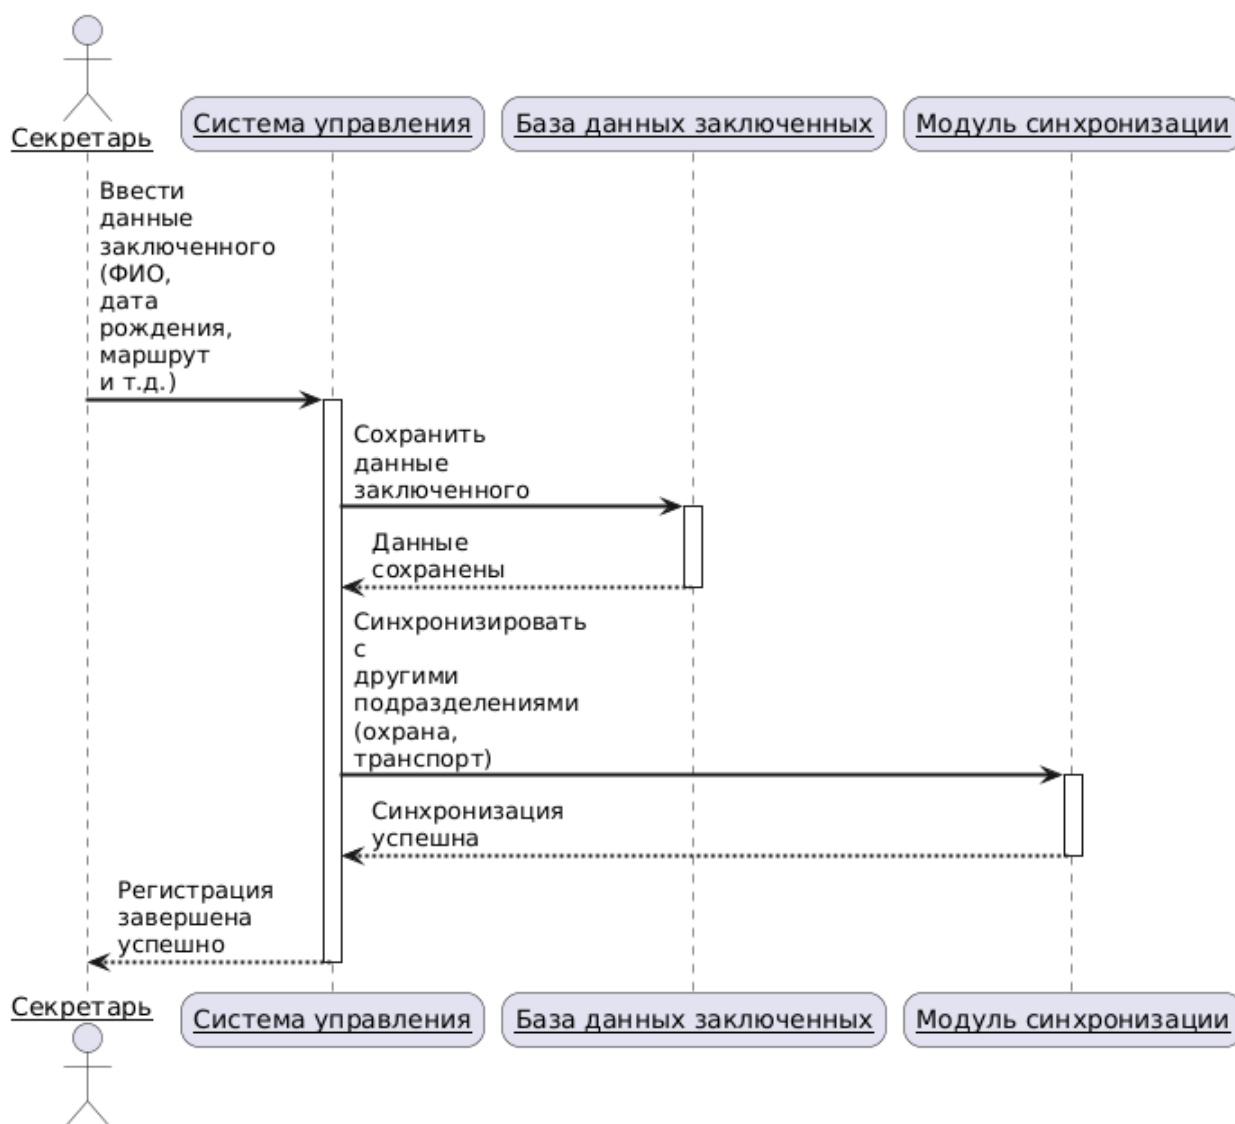 Секретарь
Система управления
База данных заключенных
Модуль синхронизации
Ввести
данные
заключенного
(ФИО,
дата
рождения,
маршрут
и т.д.)
Сохранить
данные
заключенного
Данные
сохранены
Синхронизировать
с
другими
подразделениями
(охрана,
транспорт)
Синхронизация
успешна
Регистрация
завершена
успешно
Секретарь
Система управления
База данных заключенных
Модуль синхронизации